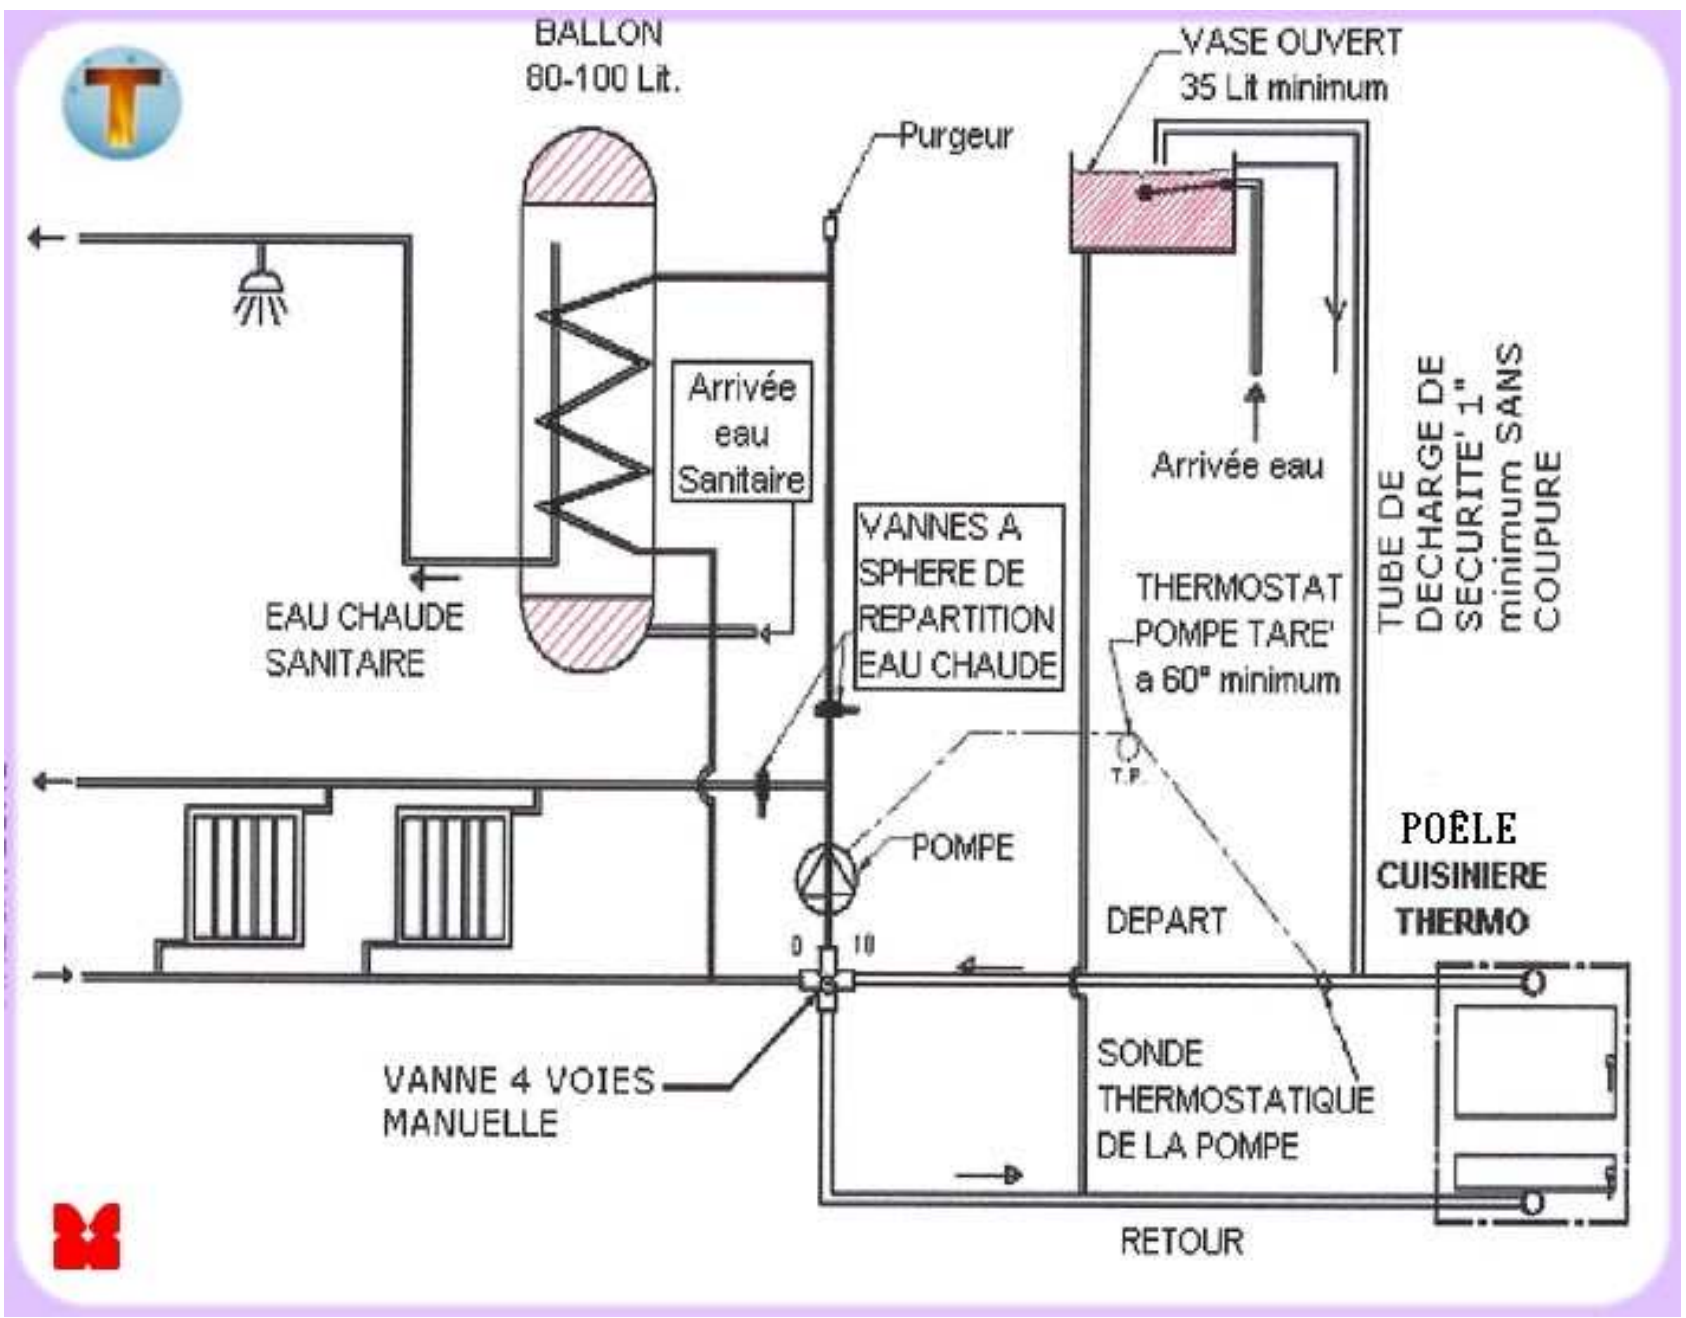 BALLON
80-100 Lit.
VASE OUVERT
35 Lit minimum
T
Purgeur
Arrivée
eau
Sanitaire
Arrivée eau
TUBE DE
DECHARGE DE
SECURITE' 1"
minimum SANS
COUPURE
VANNES A
SPHERE DE
REPARTITION
EAU CHAUDE
THERMOSTAT
POMPE TARE'
a 60° minimum
EAU CHAUDE
SANITAIRE
T.P.
POMPE
POÊLE
CUISINIERE
THERMO
DEPART
0 10
SONDE
THERMOSTATIQUE
DE LA POMPE
VANNE 4 VOIES
MANUELLE
RETOUR